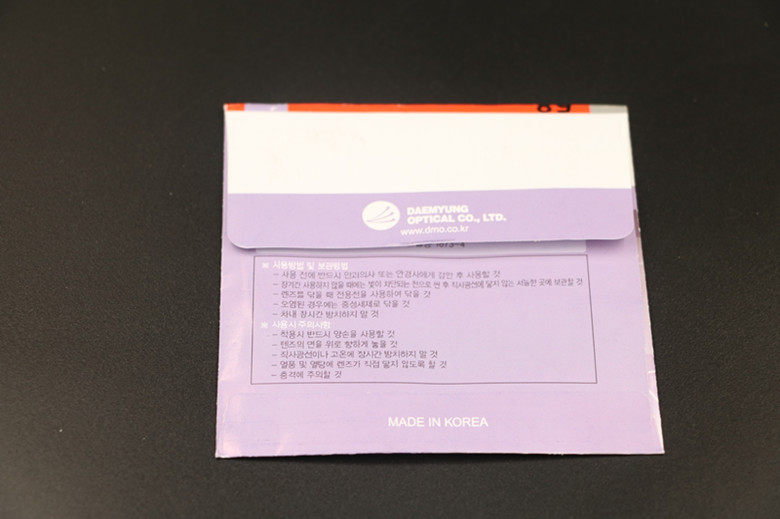 89
DAEMYUNG
OPTICAL CO., LTD.
www.dmo.co.kr
1673-4
※ 사용방법 및 보관방법
- 사용 전에 반드시 안과의사 또는 안경사에게 검안 후 사용할 것
- 장기간 사용하지 않을 때에는 빛이 차단되는 천으로 싼 후 직사광선에 닿지 않는 서늘한 곳에 보관할 것
- 렌즈를 닦을 때 전용천을 사용하여 닦을 것
- 오염된 경우에는 중성세제로 닦을 것
- 차내 장시간 방치하지 말 것
※ 사용시 주의사항
- 착용시 반드시 양손을 사용할 것
- 렌즈의 면을 위로 향하게 놓을 것
- 직사광선이나 고온에 장시간 방치하지 말 것
- 열풍 및 열탕에 렌즈가 직접 닿지 않도록 할 것
- 충격에 주의할 것
MADE IN KOREA